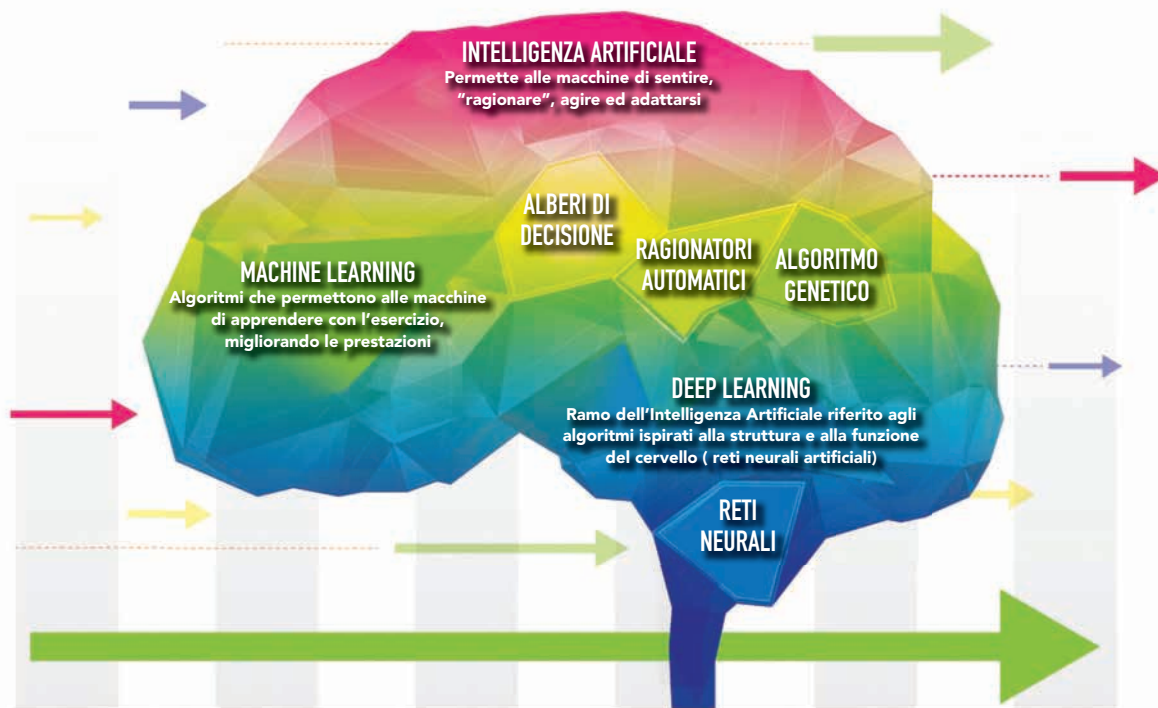 INTELLIGENZA ARTIFICIALE
Permette alle macchine di sentire,
“ragionare”, agire ed adattarsi
ALBERI DI
DECISIONE
RAGIONATORI
AUTOMATICI
ALGORITMO
GENETICO
MACHINE LEARNING
Algoritmi che permettono alle macchine
di apprendere con l’esercizio,
migliorando le prestazioni
DEEP LEARNING
Ramo dell’Intelligenza Artificiale riferito agli
algoritmi ispirati alla struttura e alla funzione
del cervello ( reti neurali artificiali)
RETI
NEURALI